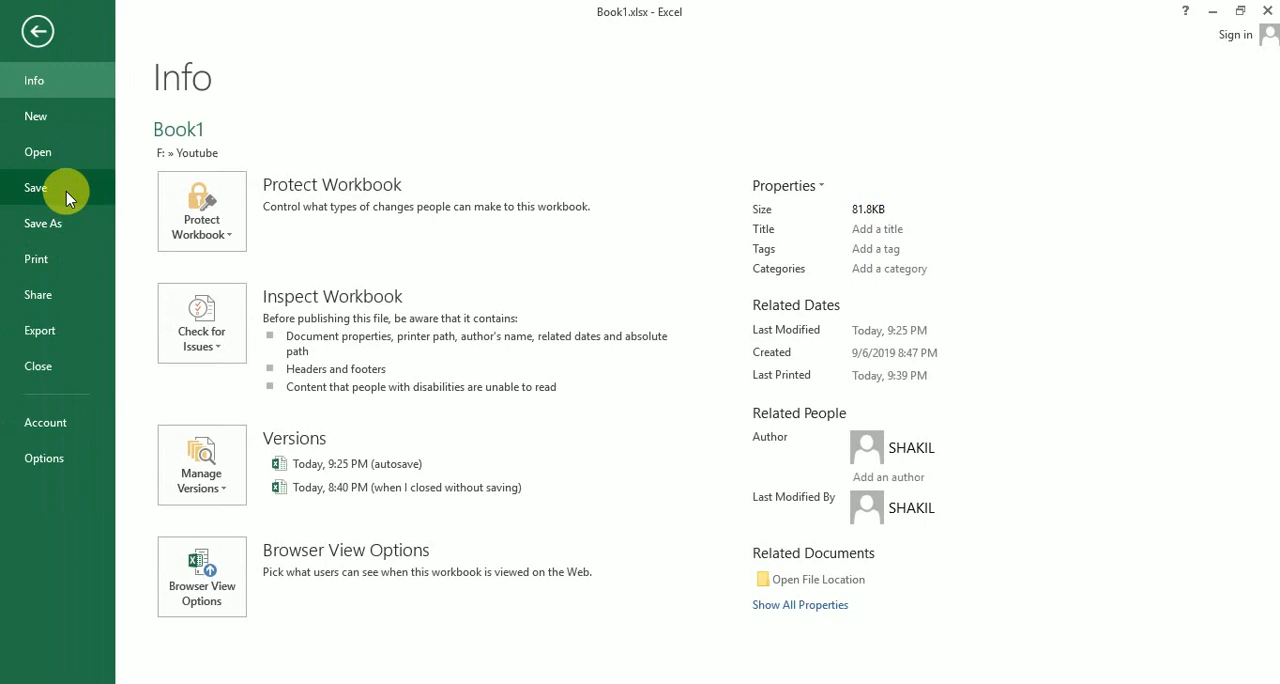 Book1.xlsx - Excel
?
Sign in
Info
New
Open
Save
Save As
Print
Share
Export
Close
Account
Options
Info
Book1
F: » Youtube
Protect
Workbook
Protect Workbook
Control what types of changes people can make to this workbook.
Check for
Issues
Inspect Workbook
Before publishing this file, be aware that it contains:
Document properties, printer path, author's name, related dates and absolute
path
Headers and footers
Content that people with disabilities are unable to read
Manage
Versions
Versions
Today, 9:25 PM (autosave)
Today, 8:40 PM (when I closed without saving)
Browser View
Options
Browser View Options
Pick what users can see when this workbook is viewed on the Web.
Properties
Size 81.8KB
Title Add a title
Tags Add a tag
Categories Add a category
Related Dates
Last Modified Today, 9:25 PM
Created 9/6/2019 8:47 PM
Last Printed Today, 9:39 PM
Related People
Author SHAKIL
Add an author
Last Modified By SHAKIL
Related Documents
Open File Location
Show All Properties